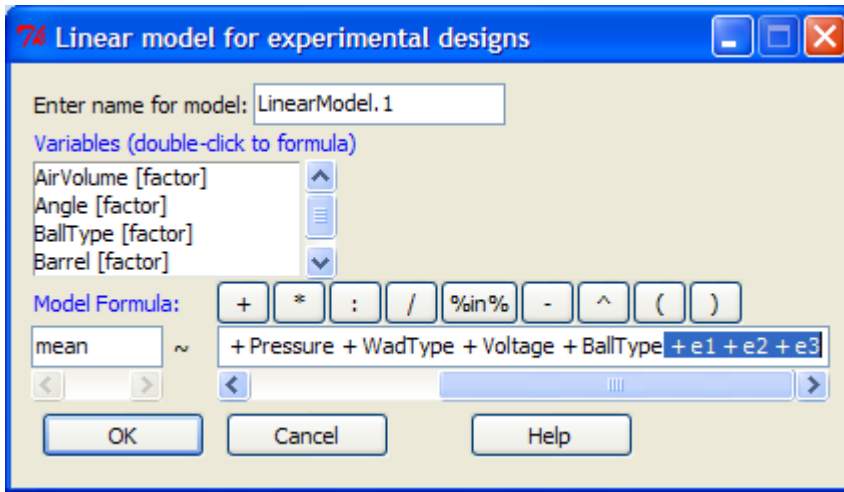 Linear model for experimental designs
Enter name for model: LinearModel.1
Variables (double-click to formula)
AirVolume [factor]
Angle [factor]
BallType [factor]
Barrel [factor]
Model Formula: + * : / %in% - ^ ( )
mean ~ + Pressure + WadType + Voltage + BallType + e1 + e2 + e3
OK Cancel Help